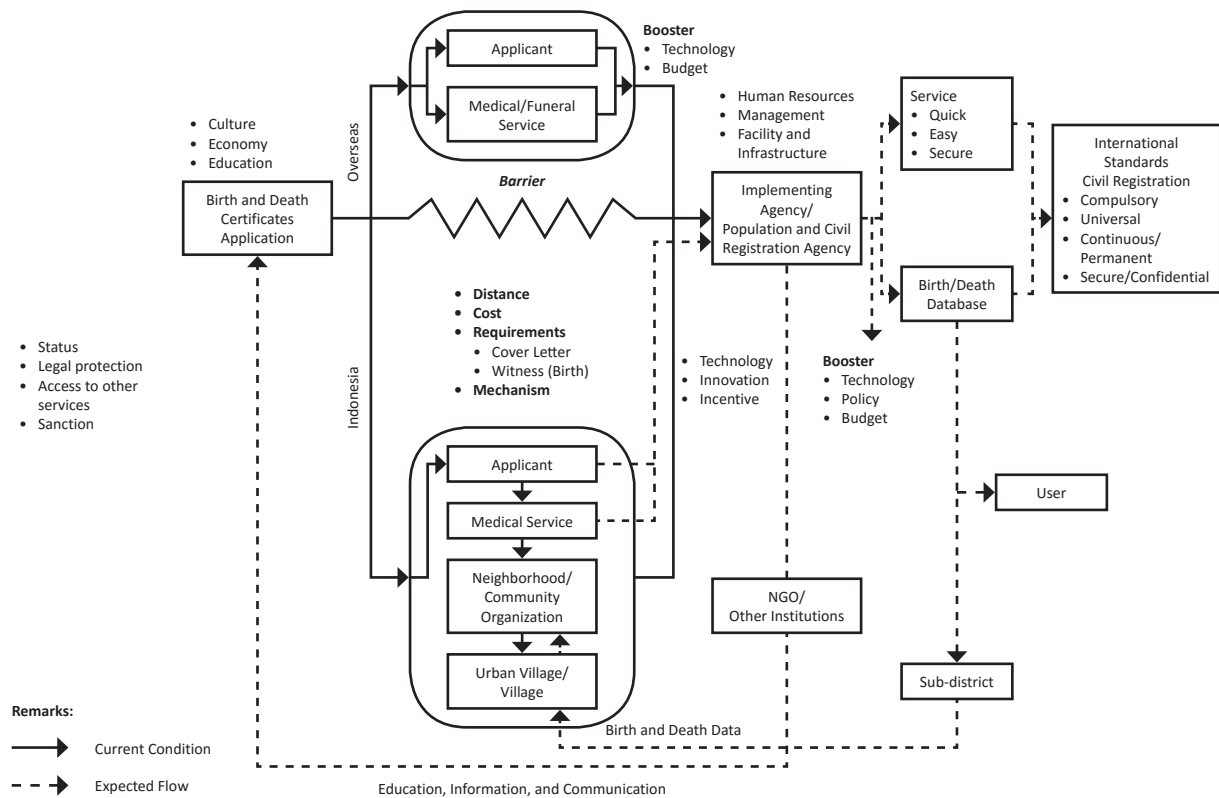 Applicant
Medical/Funeral
Service
Booster
• Technology
• Budget
• Culture
• Economy
• Education
Overseas
• Human Resources
• Management
• Facility and
Infrastructure
Service
• Quick
• Easy
• Secure
International
Standards
Civil Registration
• Compulsory
• Universal
• Continuous/
Permanent
• Secure/Confidential
Birth and Death
Certificates
Application
Barrier
Implementing
Agency/
Population and Civil
Registration Agency
Birth/Death
Database
• Distance
• Cost
• Requirements
• Cover Letter
• Witness (Birth)
• Mechanism
• Status
• Legal protection
• Access to other
services
• Sanction
Indonesia
• Technology
• Innovation
• Incentive
Booster
• Technology
• Policy
• Budget
Applicant
Medical Service
Neighborhood/
Community
Organization
Urban Village/
Village
User
NGO/
Other Institutions
Sub-district
Birth and Death Data
Remarks:
Current Condition
Expected Flow
Education, Information, and Communication